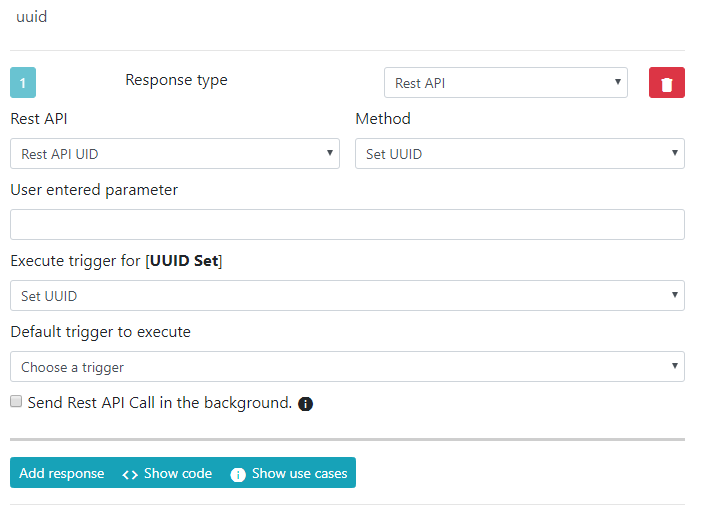 uuid
1 Response type Rest API
Rest API Method
Rest API UID Set UUID
User entered parameter
Execute trigger for [UUID Set]
Set UUID
Default trigger to execute
Choose a trigger
Send Rest API Call in the background.
Add response Show code Show use cases